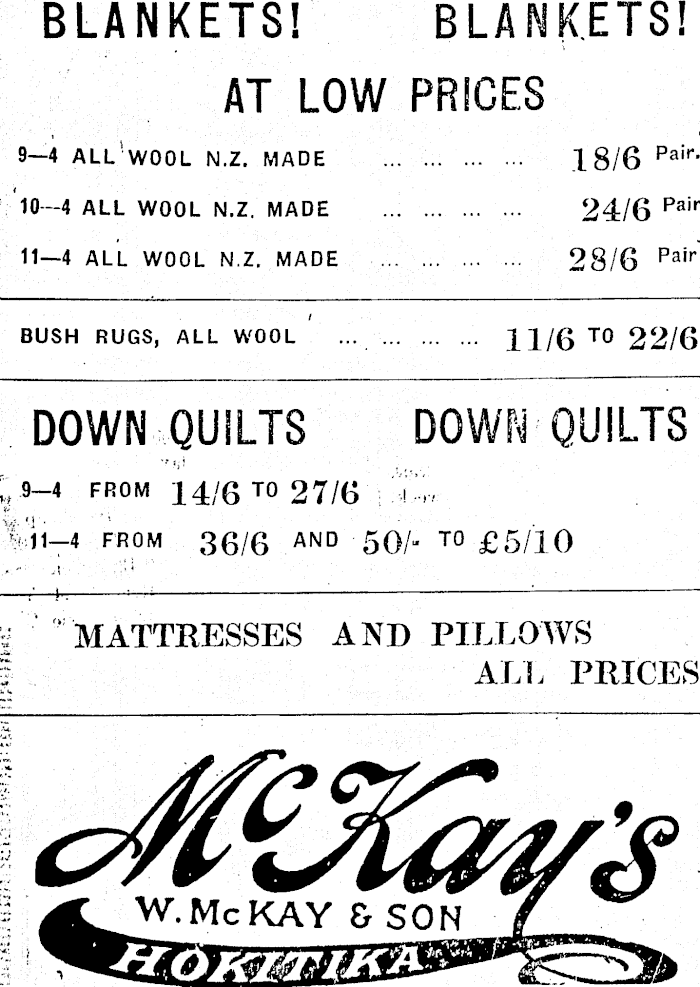 BLANKETS! BLANKETS!
AT LOW PRICES
9—4 ALL WOOL N.Z. MADE ... ... ... ... 18/6 Pair.
10—4 ALL WOOL N.Z. MADE ... ... ... ... 24/6 Pair
11—4 ALL WOOL N.Z. MADE ... ... ... ... 28/6 Pair
BUSH RUGS, ALL WOOL ... ... ... ... 11/6 TO 22/6
DOWN QUILTS DOWN QUILTS
9—4 FROM 14/6 TO 27/6
11—4 FROM 36/6 AND 50/- TO £5/10
MATTRESSES AND PILLOWS
ALL PRICES
McKay's
W. McKAY & SON
HOKITIKA